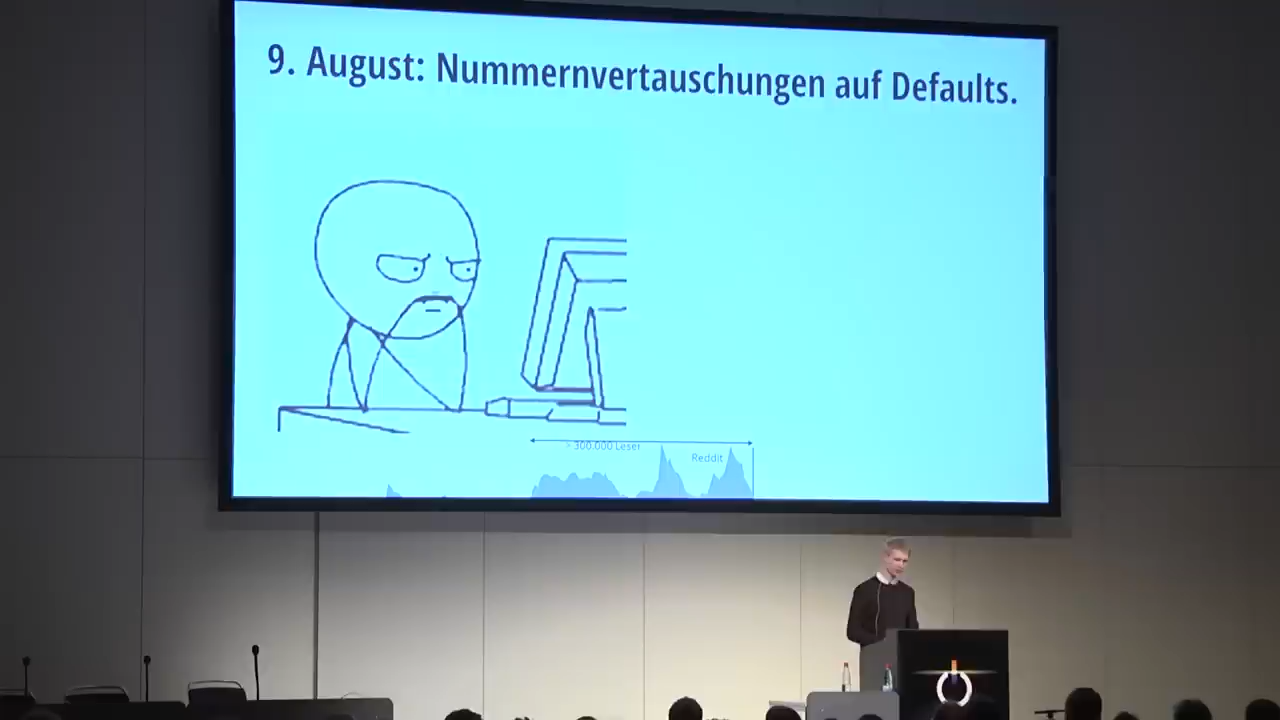 9. August: Nummernvertauschungen auf Defaults.
> 300.000 Leser
Reddit